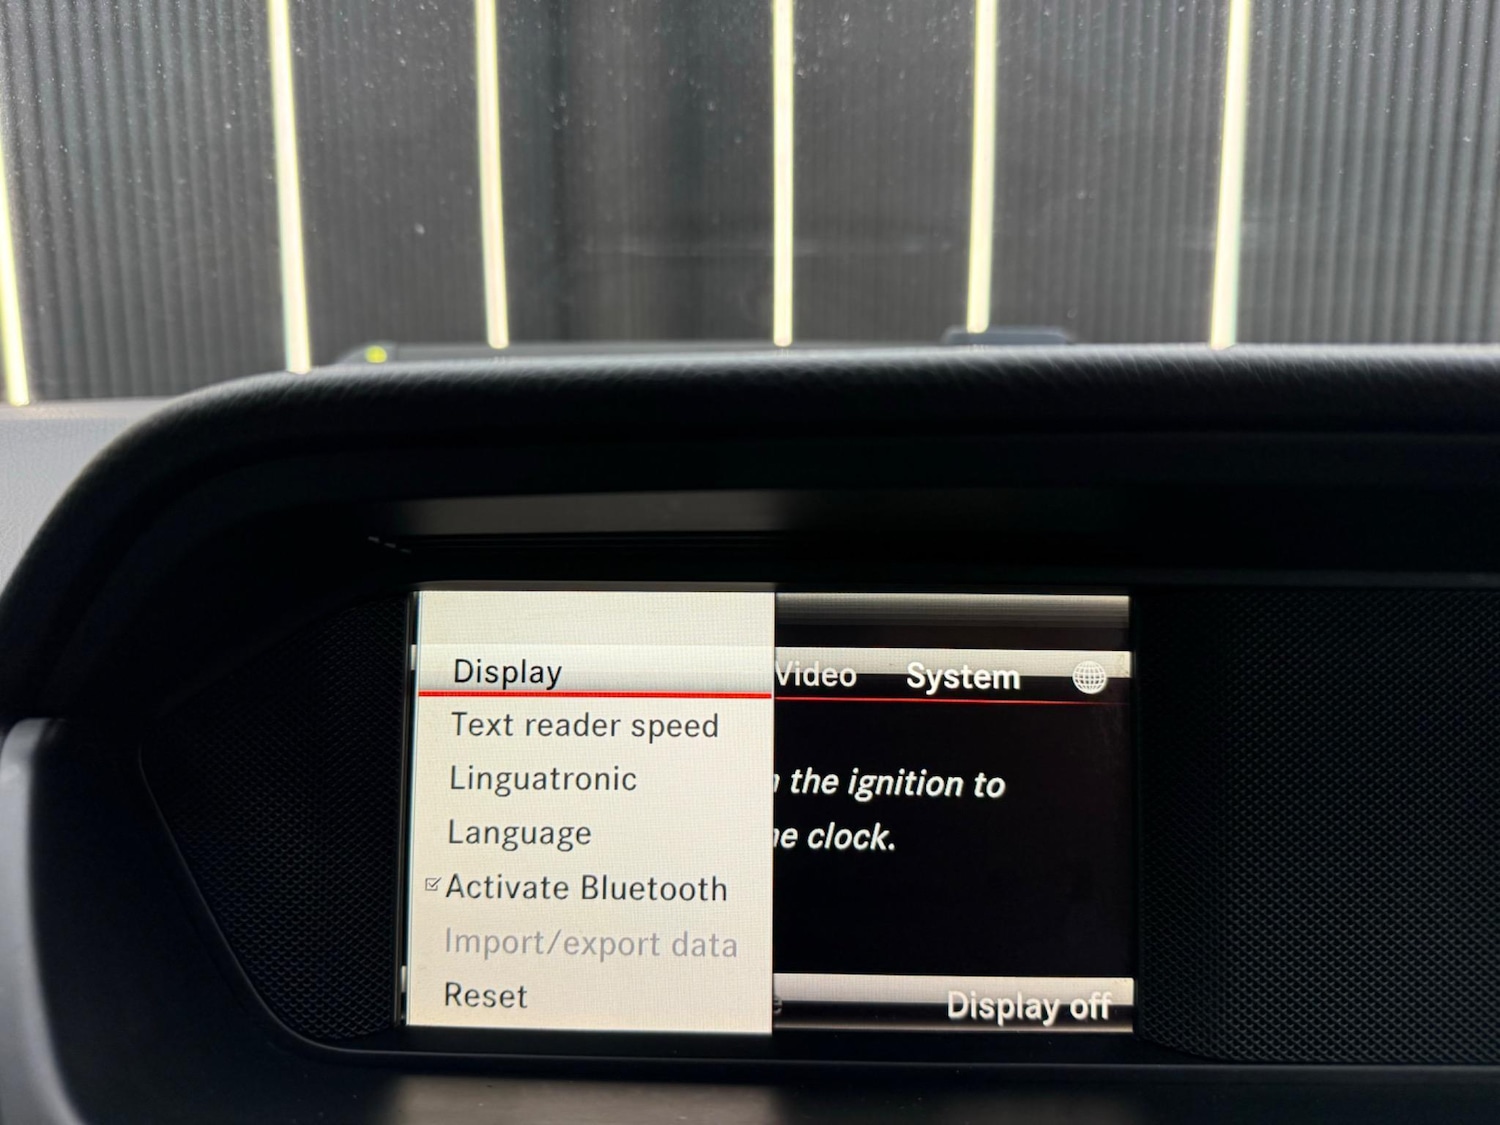 Display
Text reader speed
Linguatronic
Language
Activate Bluetooth
Import/export data
Reset
Video System
the ignition to
clock.
Display off